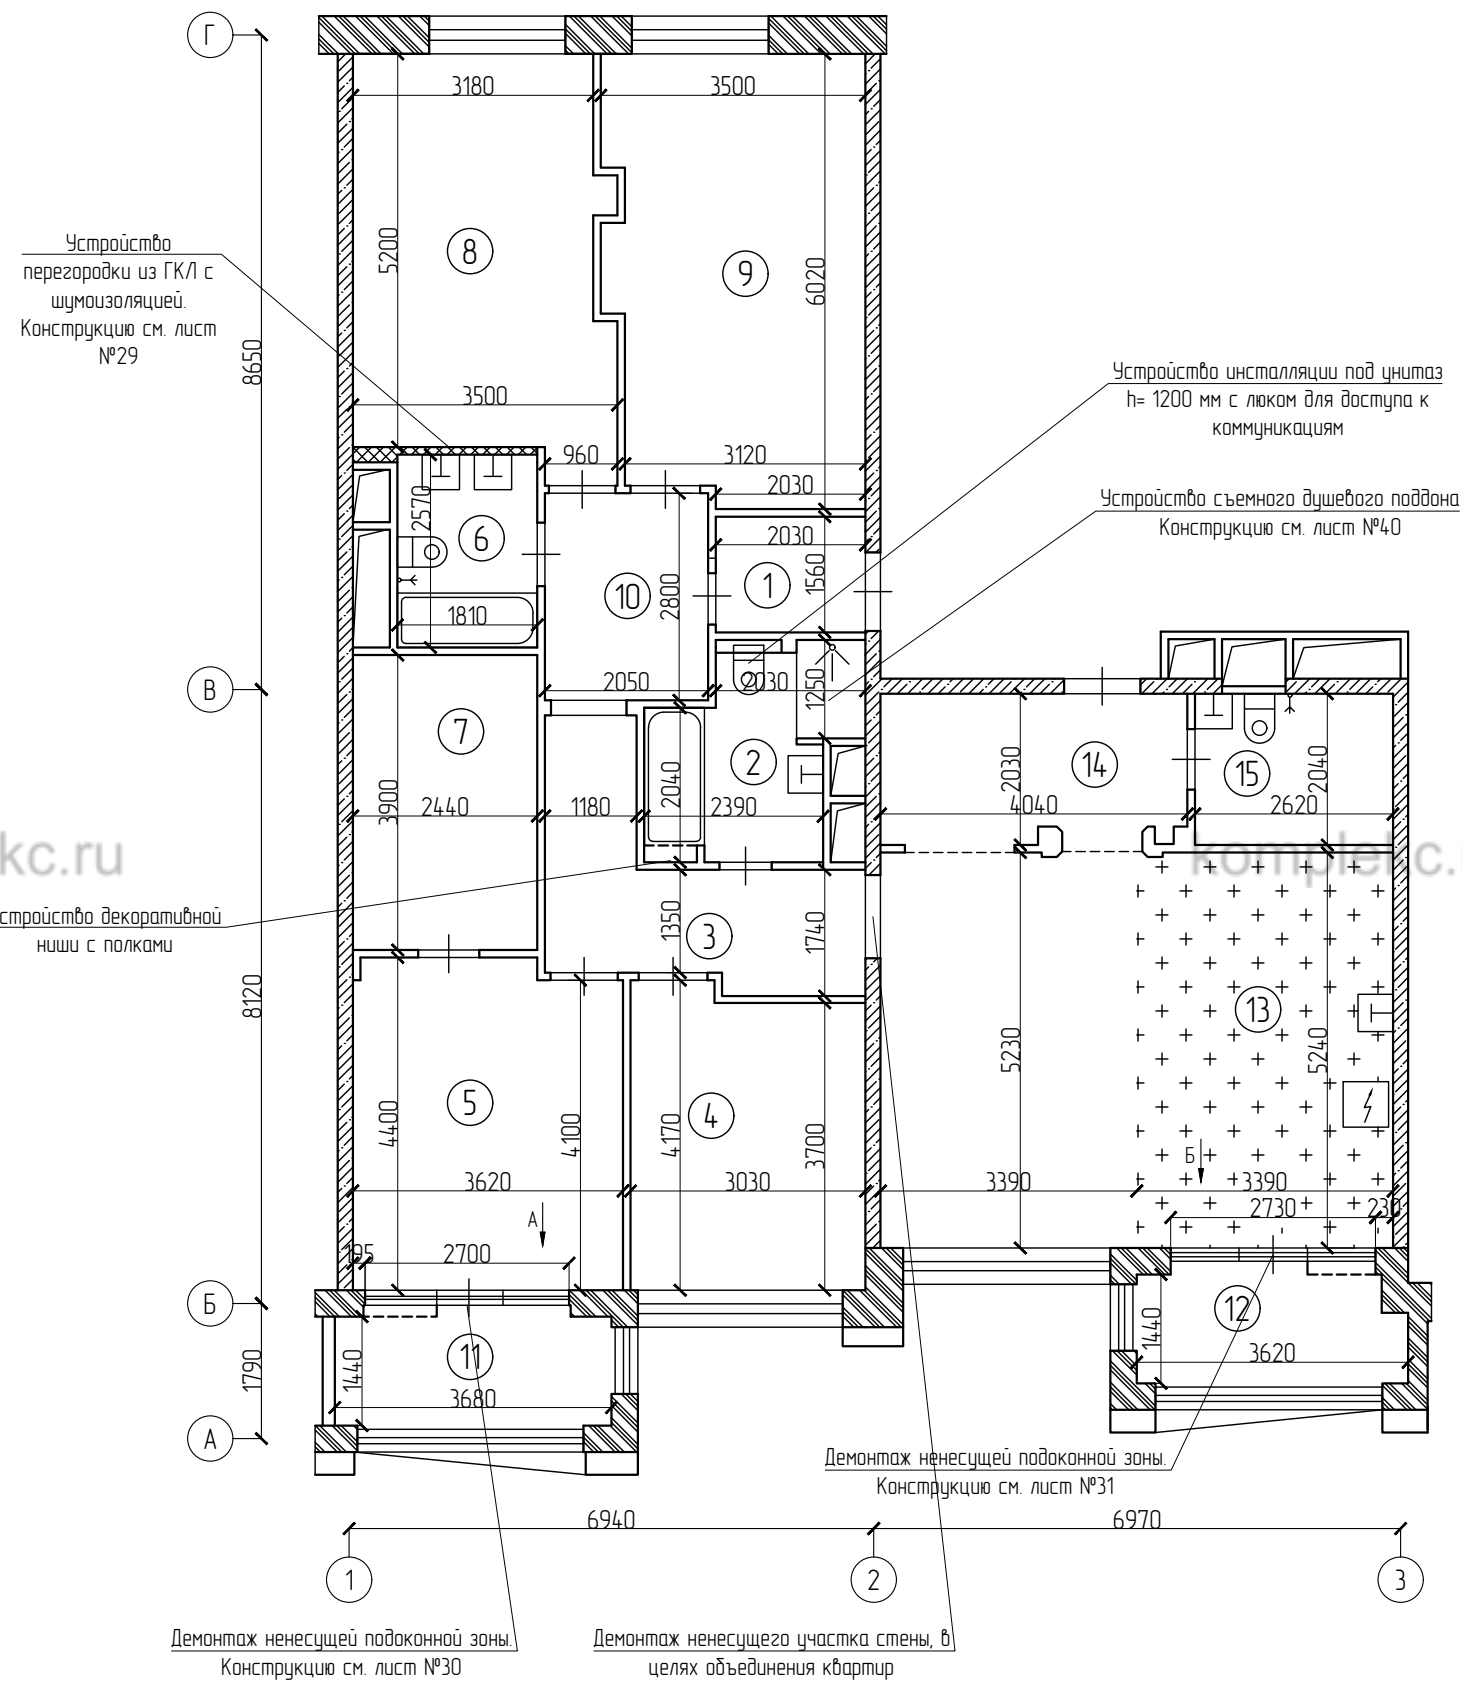 Г
3180
3500
5200
8
9
6020
Устройство
перегородки из ГКЛ с
шумоизоляцией.
Конструкцию см. лист
№29
8650
3500
Устройство инсталляции под унитаз
h= 1200 мм с люком для доступа к
коммуникациям
960
3120
2030
Устройство съемного душевого поддона
Конструкцию см. лист №40
2570
6
2030
1
1560
10
2800
1810
В
2050
2030
1250
7
2
14
15
2030
2040
3900
2440
1180
2040
2390
4040
2620
кс.ru
komplekc.
стройство декоративной
ниши с полками
1350
3
1740
8120
13
5230
5240
5
4
4400
4100
4170
3700
Б
3620
3030
3390
3390
А
2730
230
195
2700
Б
12
1440
11
1440
1790
3620
3680
А
Демонтаж ненесущей подоконной зоны.
Конструкцию см. лист №31
6940
6970
1
2
3
Демонтаж ненесущей подоконной зоны.
Конструкцию см. лист №30
Демонтаж ненесущего участка стены, в
целях объединения квартир